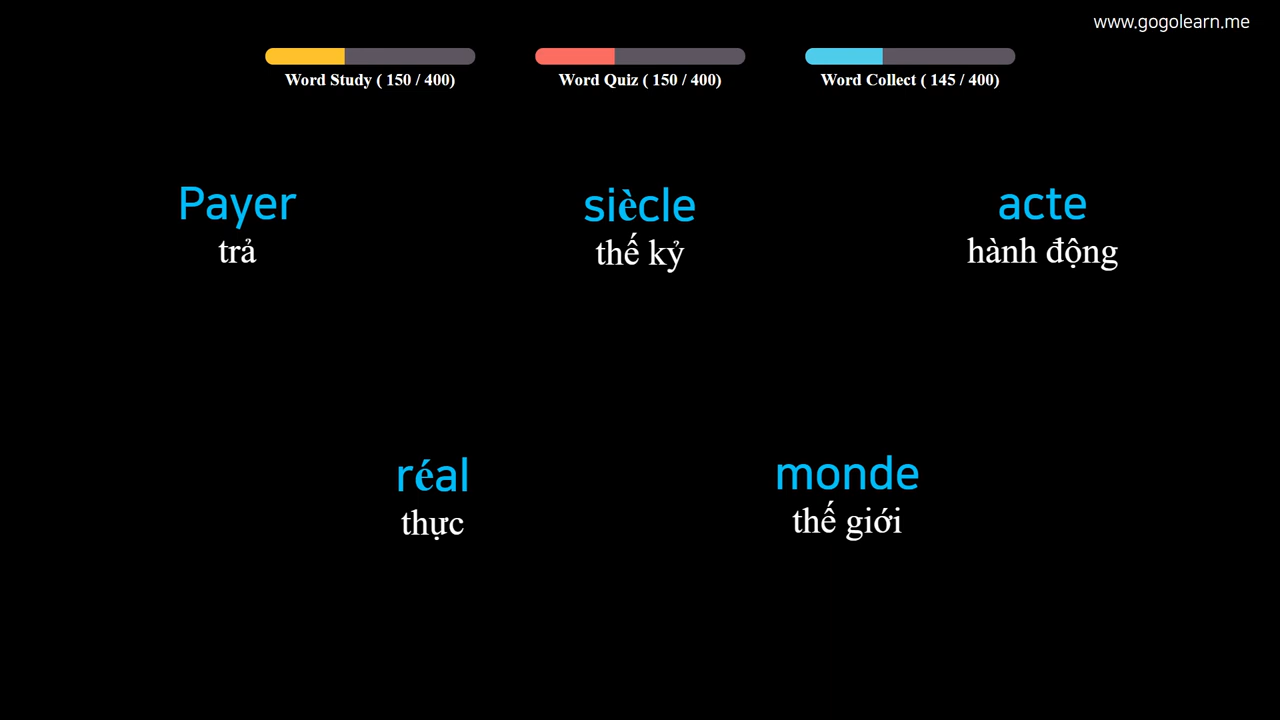 www.gogolearn.me
Word Study ( 150 / 400)
Word Quiz ( 150 / 400)
Word Collect ( 145 / 400)
Payer
trả
siècle
thế kỷ
acte
hành động
réal
thực
monde
thế giới